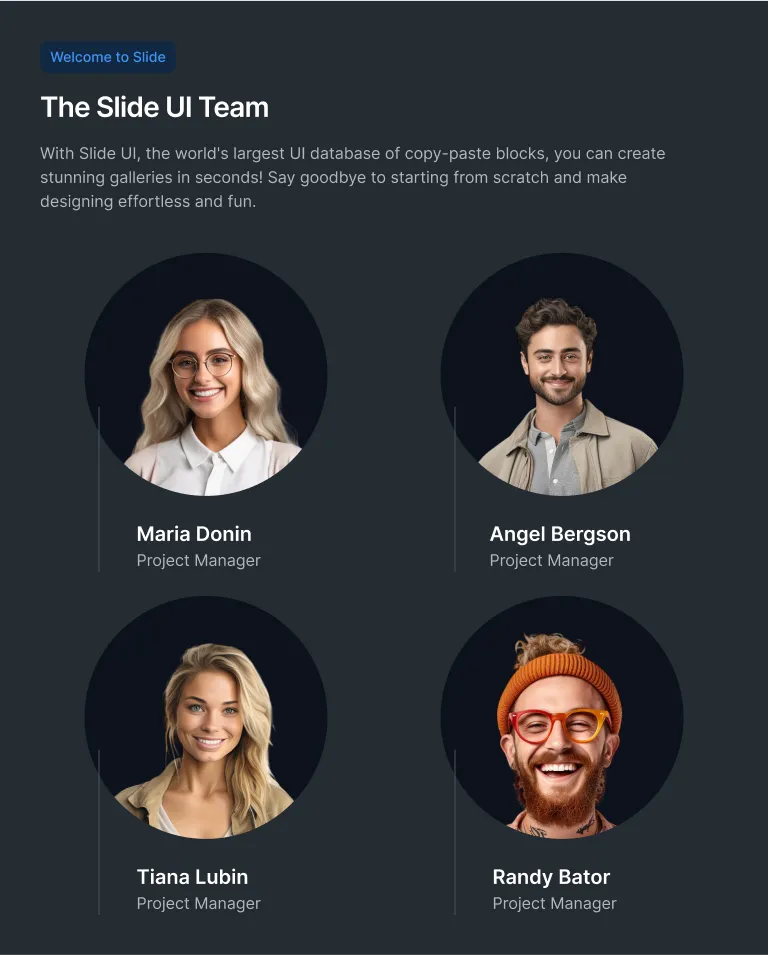 Welcome to Slide
The Slide UI Team
With Slide UI, the world's largest UI database of copy-paste blocks, you can create
stunning galleries in seconds! Say goodbye to starting from scratch and make
designing effortless and fun.
Maria Donin
Project Manager
Angel Bergson
Project Manager
Tiana Lubin
Project Manager
Randy Bator
Project Manager